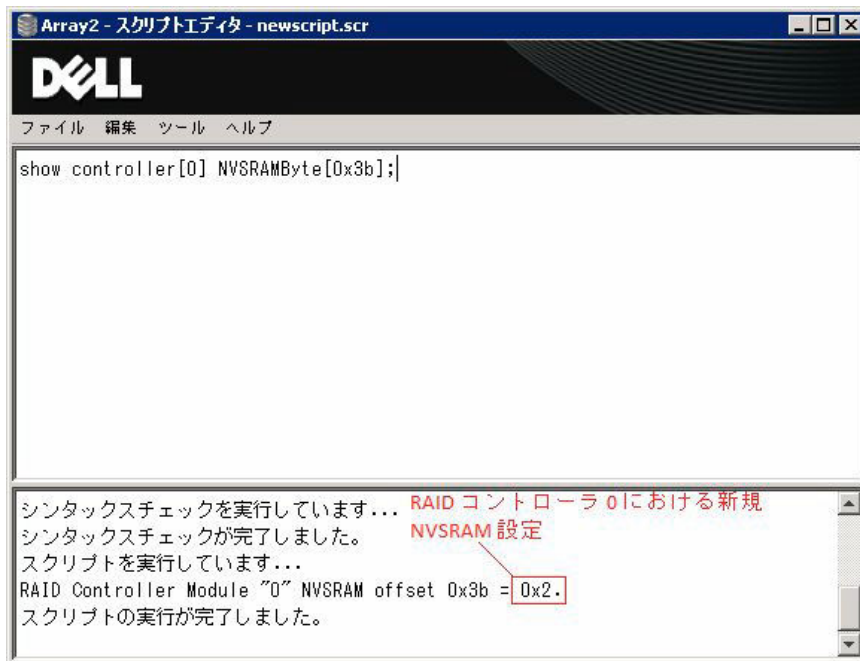 Array2 - スクリプトエディタ - newscript.scr
DELL
ファイル 編集 ツール ヘルプ
show controller[0] NVSRAMByte[0x3b];
シンタックスチェックを実行しています...
RAID コントローラ 0における新規
シンタックスチェックが完了しました。
NVSRAM 設定
スクリプトを実行しています...
RAID Controller Module "0" NVSRAM offset 0x3b = 0x2.
スクリプトの実行が完了しました。